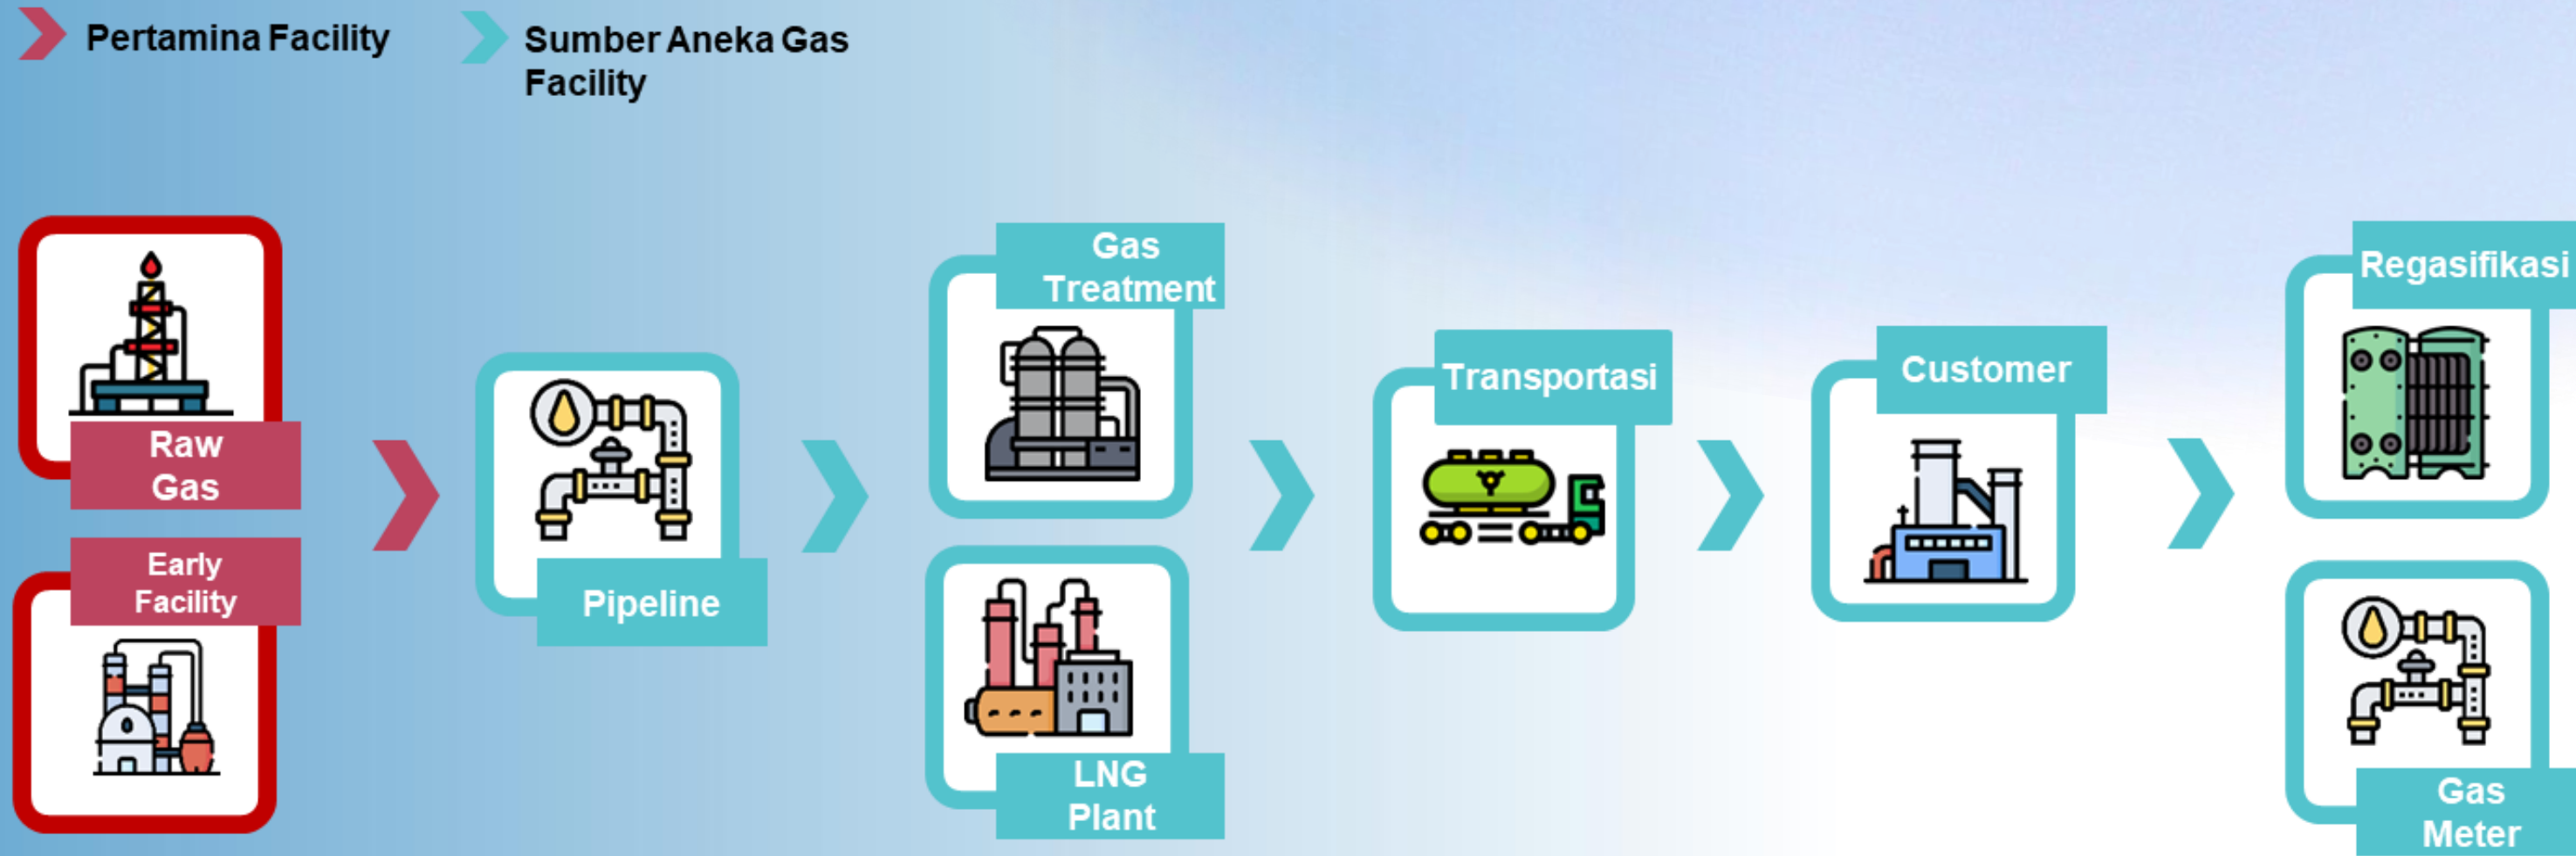 Pertamina Facility
Sumber Aneka Gas
Facility
Raw
Gas
Early
Facility
Pipeline
Gas
Treatment
LNG
Plant
Transportasi
Customer
Regasifikasi
Gas
Meter